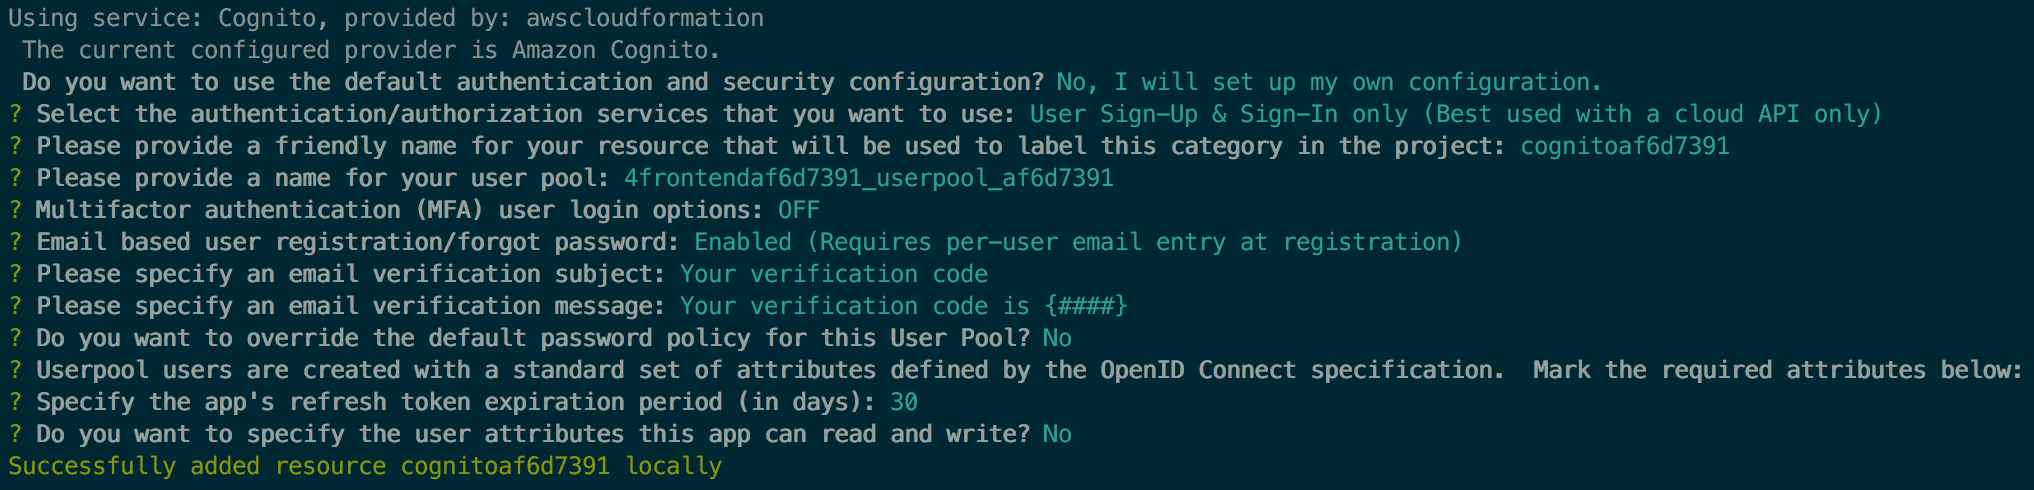 Using service: Cognito, provided by: awscloudformation
The current configured provider is Amazon Cognito.
Do you want to use the default authentication and security configuration? No, I will set up my own configuration.
? Select the authentication/authorization services that you want to use: User Sign-Up & Sign-In only (Best used with a cloud API only)
? Please provide a friendly name for your resource that will be used to label this category in the project: cognitoaf6d7391
? Please provide a name for your user pool: 4frontendaf6d7391_userpool_af6d7391
? Multifactor authentication (MFA) user login options: OFF
? Email based user registration/forgot password: Enabled (Requires per-user email entry at registration)
? Please specify an email verification subject: Your verification code
? Please specify an email verification message: Your verification code is {####}
? Do you want to override the default password policy for this User Pool? No
? Userpool users are created with a standard set of attributes defined by the OpenID Connect specification.  Mark the required attributes below:
? Specify the app's refresh token expiration period (in days): 30
? Do you want to specify the user attributes this app can read and write? No
Successfully added resource cognitoaf6d7391 locally